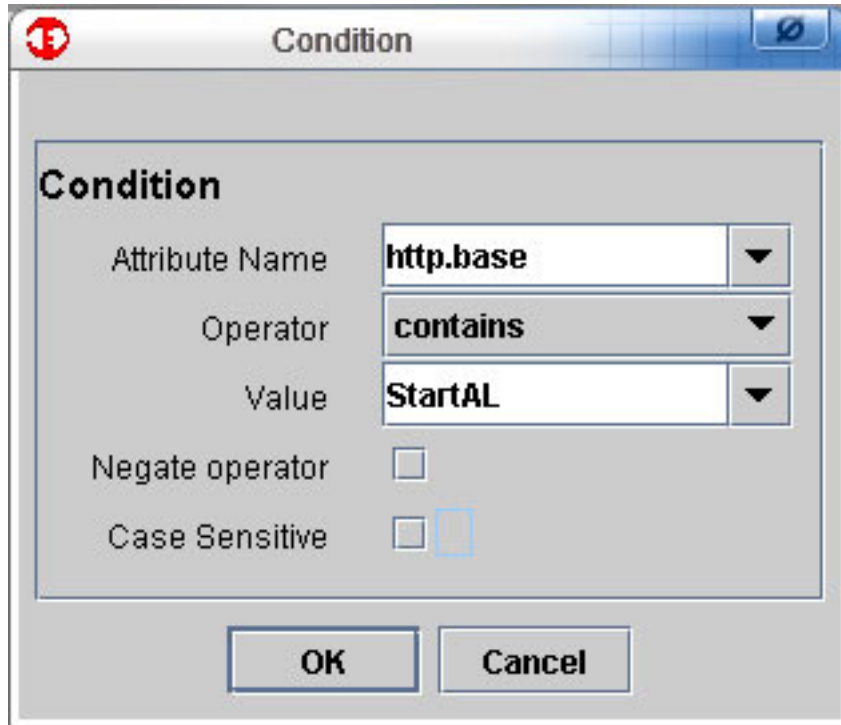 Condition
Condition
Attribute Name http.base
Operator contains
Value StartAL
Negate operator
Case Sensitive
OK Cancel